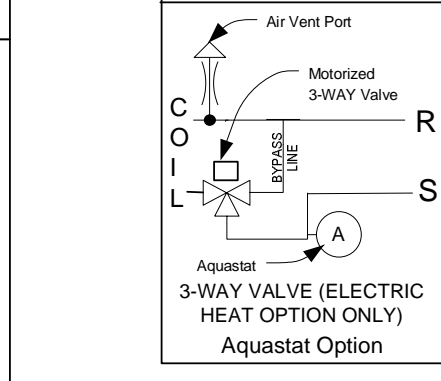 Air Vent Port
Motorized
3-WAY Valve
COIL
R
BYPASS
LINE
S
A
Aquastat
3-WAY VALVE (ELECTRIC
HEAT OPTION ONLY)
Aquastat Option